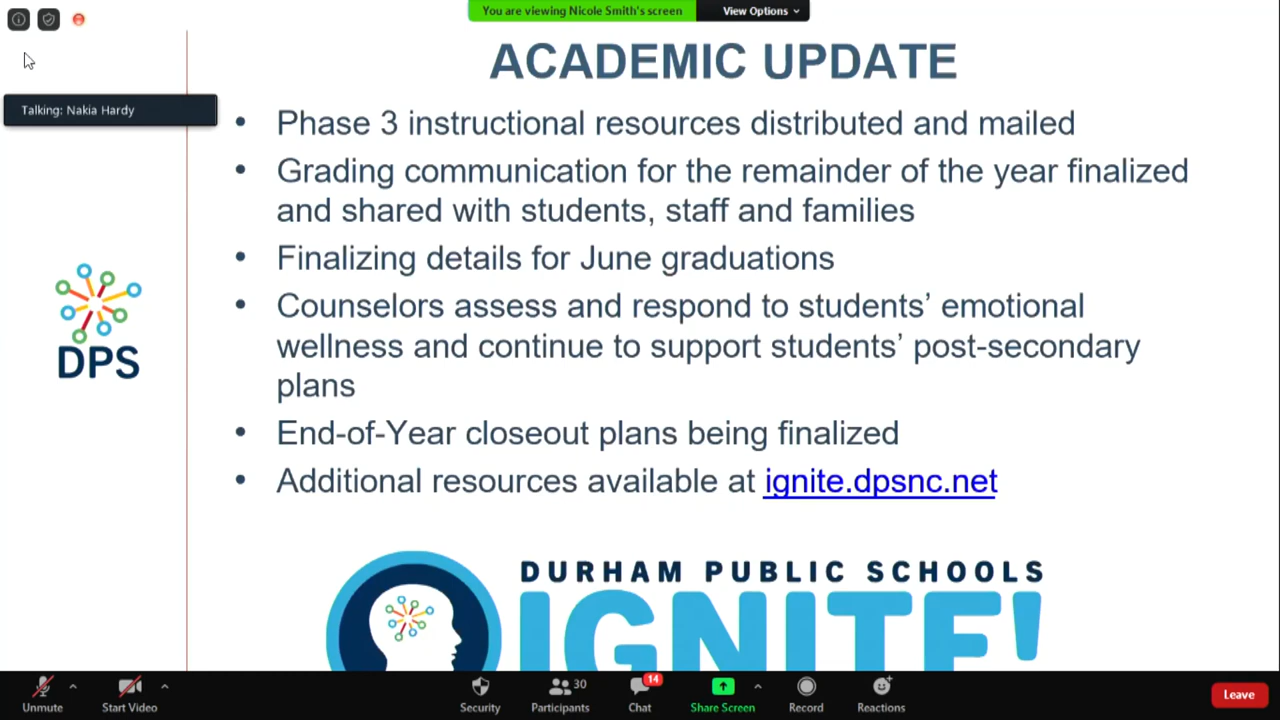 You are viewing Nicole Smith's screen
View Options
ACADEMIC UPDATE
Talking: Nakia Hardy
• Phase 3 instructional resources distributed and mailed
• Grading communication for the remainder of the year finalized
and shared with students, staff and families
• Finalizing details for June graduations
• Counselors assess and respond to students’ emotional
wellness and continue to support students’ post-secondary
plans
• End-of-Year closeout plans being finalized
• Additional resources available at ignite.dpsnc.net
DPS
DURHAM PUBLIC SCHOOLS
IGNITE!
Unmute
Start Video
Security
30
Participants
14
Chat
Share Screen
Record
Reactions
Leave